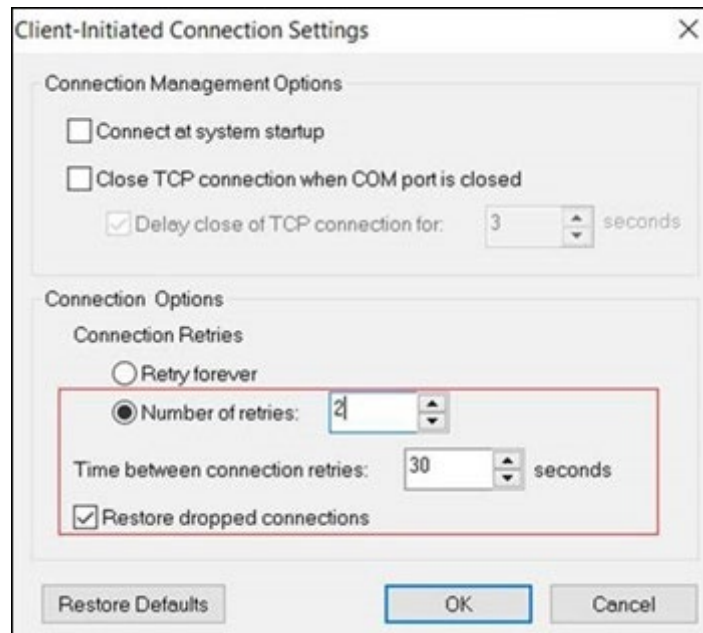 Client-Initiated Connection Settings
Connection Management Options
Connect at system startup
Close TCP connection when COM port is closed
Delay close of TCP connection for: 3 seconds
Connection Options
Connection Retries
Retry forever
Number of retries: 2
Time between connection retries: 30 seconds
Restore dropped connections
Restore Defaults OK Cancel